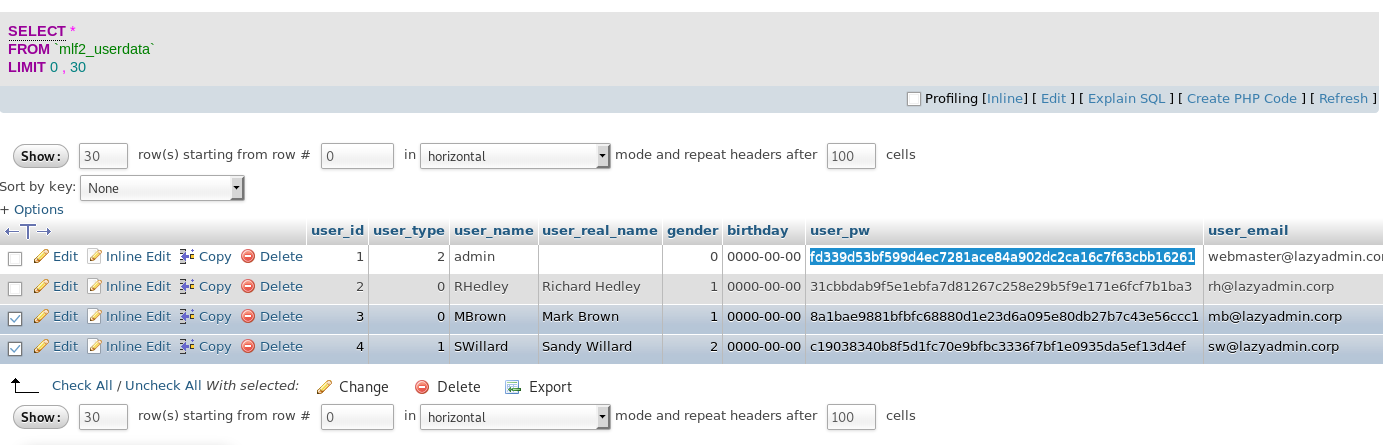 SELECT *
FROM `mlf2_userdata`
LIMIT 0 , 30
Profiling [Inline] [ Edit ] [ Explain SQL ] [ Create PHP Code ] [ Refresh ]
Show : 30 row(s) starting from row # 0 in horizontal mode and repeat headers after 100 cells
Sort by key: None
+ Options
←T→ user_id user_type user_name user_real_name gender birthday user_pw user_email
Edit Inline Edit Copy Delete 1 2 admin 0 0000-00-00 fd339d53bf599d4ec7281ace84a902dc2ca16c7f63cbb16261 webmaster@lazyadmin.cor
Edit Inline Edit Copy Delete 2 0 RHedley Richard Hedley 1 0000-00-00 31cbbdab9f5e1ebfa7d81267c258e29b5f9e171e6fcf7b1ba3 rh@lazyadmin.corp
Edit Inline Edit Copy Delete 3 0 MBrown Mark Brown 1 0000-00-00 8a1bae9881bfbfc68880d1e23d6a095e80db27b7c43e56ccc1 mb@lazyadmin.corp
Edit Inline Edit Copy Delete 4 1 SWillard Sandy Willard 2 0000-00-00 c19038340b8f5d1fc70e9bfbc3336f7bf1e0935da5ef13d4ef sw@lazyadmin.corp
Check All / Uncheck All With selected: Change Delete Export
Show : 30 row(s) starting from row # 0 in horizontal mode and repeat headers after 100 cells